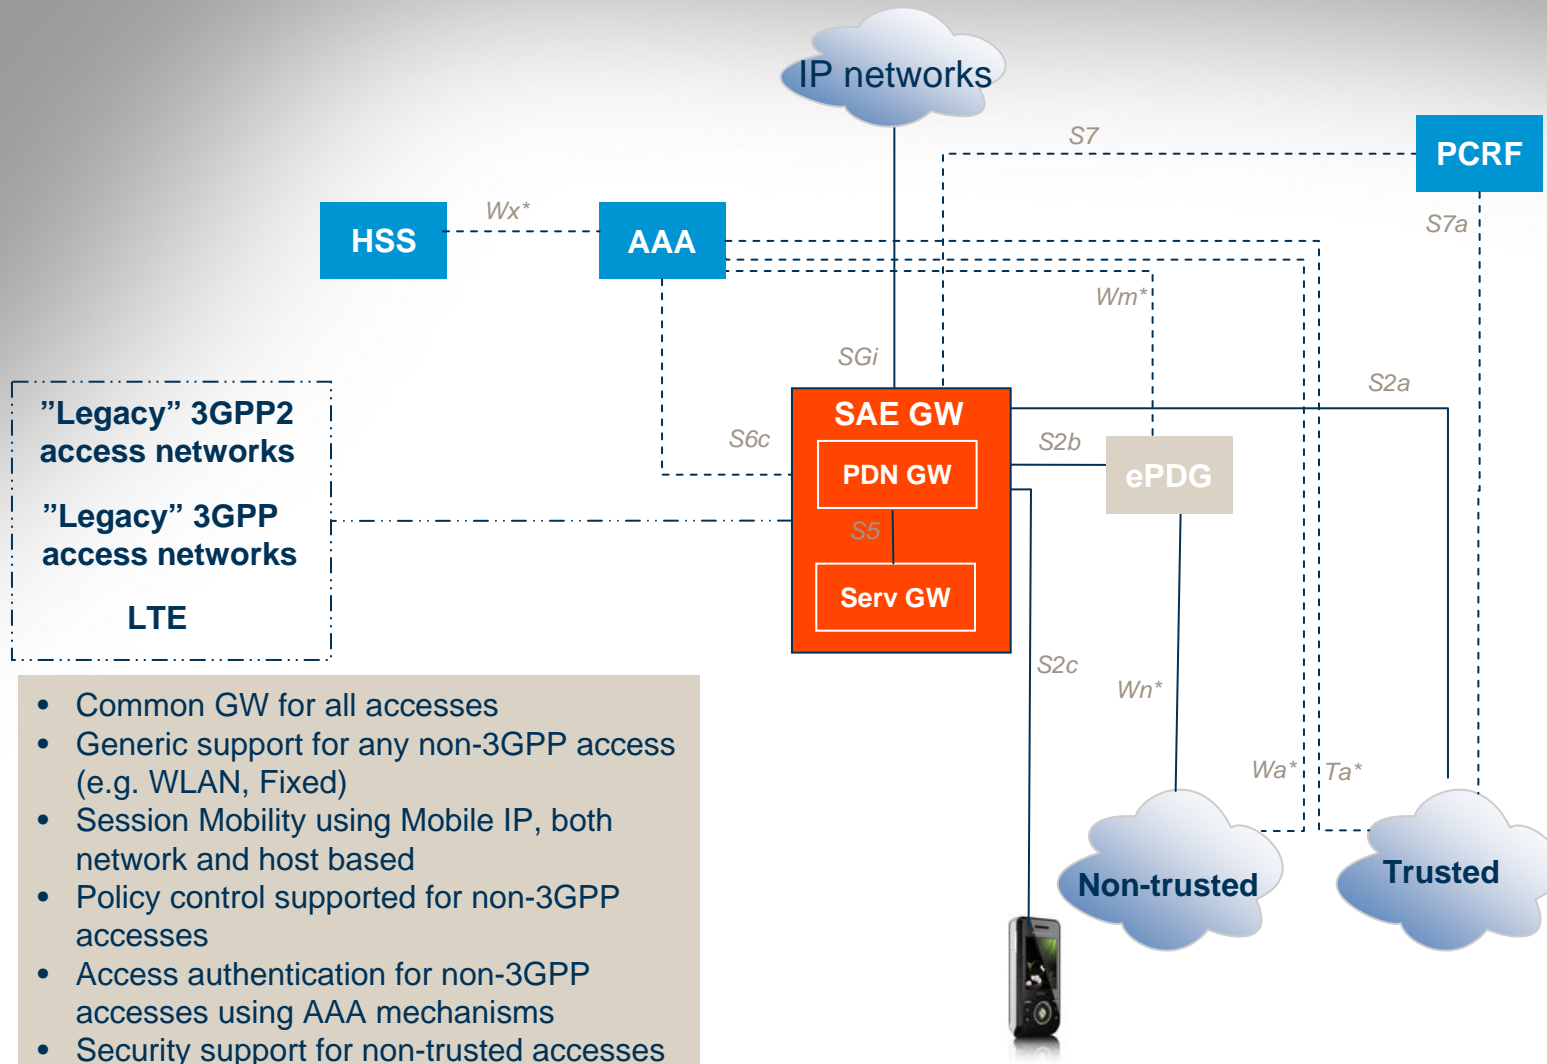 IP networks
S7
PCRF
Wx*
HSS
AAA
S7a
Wm*
SGi
S2a
”Legacy” 3GPP2
access networks
”Legacy” 3GPP
access networks
LTE
S6c
SAE GW
PDN GW
S5
Serv GW
S2b
ePDG
S2c
Wn*
Wa*
Ta*
Non-trusted
Trusted
• Common GW for all accesses
• Generic support for any non-3GPP access
(e.g. WLAN, Fixed)
• Session Mobility using Mobile IP, both
network and host based
• Policy control supported for non-3GPP
accesses
• Access authentication for non-3GPP
accesses using AAA mechanisms
• Security support for non-trusted accesses